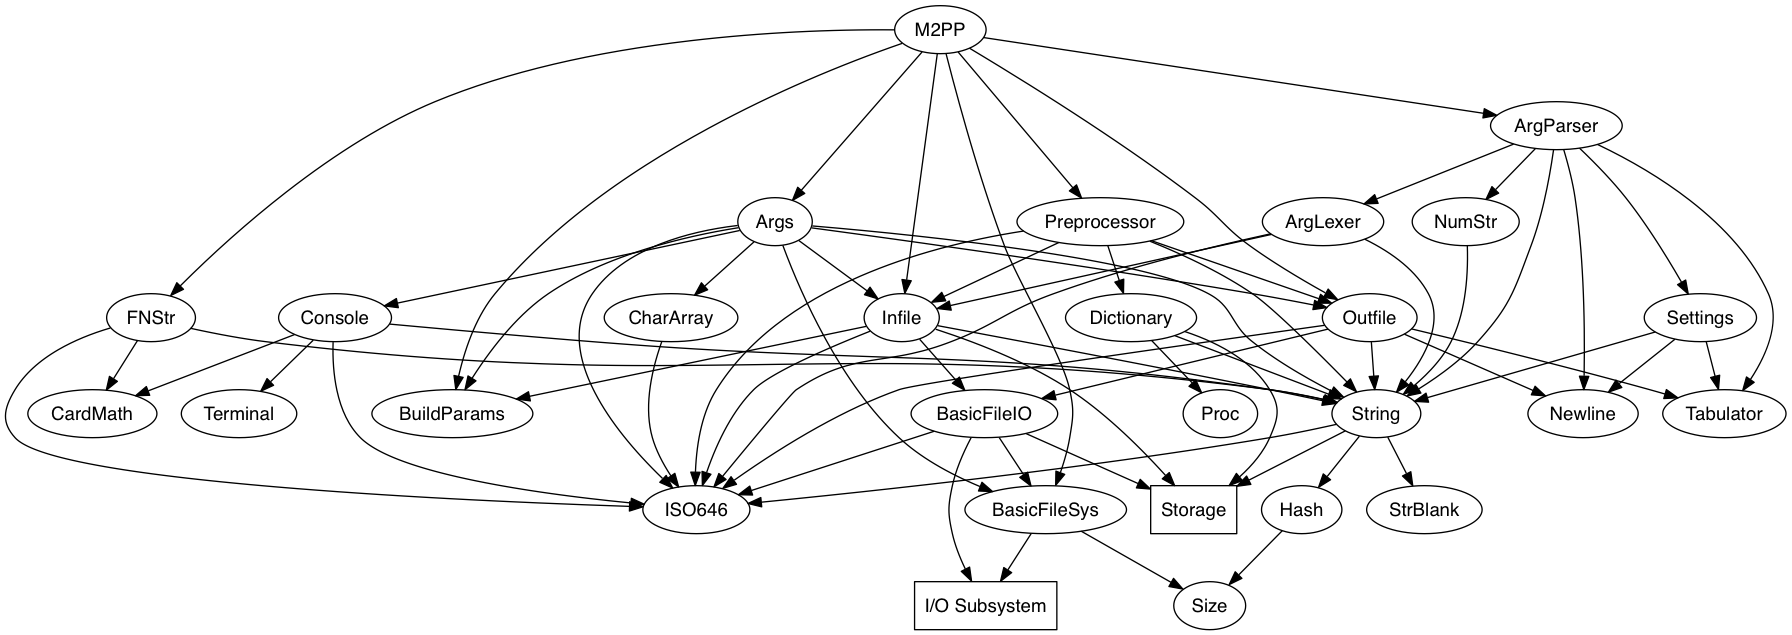 M2PP
ArgParser
Args
Preprocessor
ArgLexer
NumStr
FNStr
Console
CharArray
Infile
Dictionary
Outfile
Settings
CardMath
Terminal
BuildParams
BasicFileIO
Proc
String
Newline
Tabulator
ISO646
BasicFileSys
Storage
Hash
StrBlank
I/O Subsystem
Size